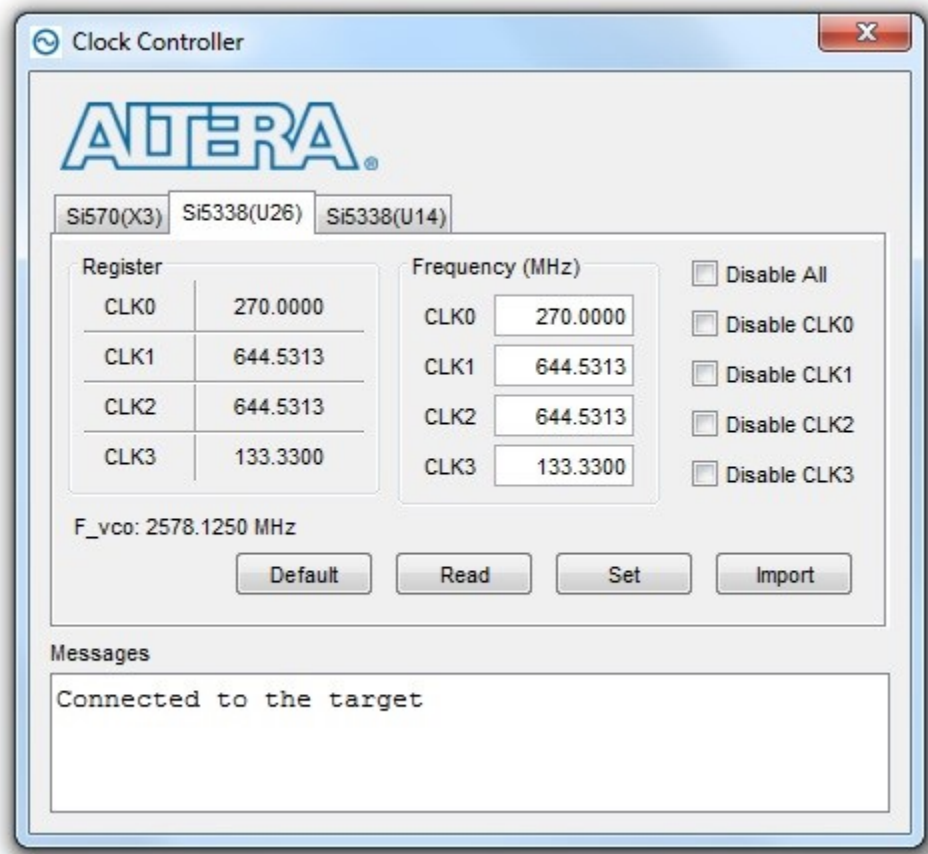 Clock Controller
ALTERA®
Si570(X3) Si5338(U26) Si5338(U14)
Register
CLK0 270.0000
CLK1 644.5313
CLK2 644.5313
CLK3 133.3300
Frequency (MHz)
CLK0 270.0000
CLK1 644.5313
CLK2 644.5313
CLK3 133.3300
Disable All
Disable CLK0
Disable CLK1
Disable CLK2
Disable CLK3
F_vco: 2578.1250 MHz
Default Read Set Import
Messages
Connected to the target